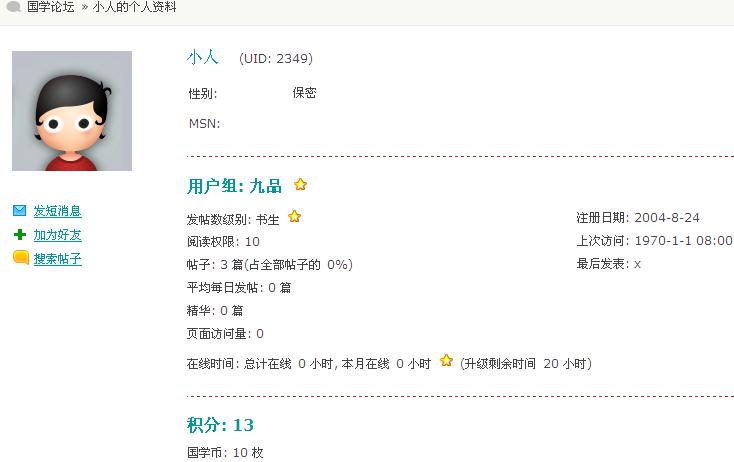 国学论坛 » 小人的个人资料
小人 (UID: 2349)
性别: 保密
MSN:
用户组: 九品
发帖数级别: 书生
注册日期: 2004-8-24
阅读权限: 10
上次访问: 1970-1-1 08:00
帖子: 3 篇(占全部帖子的 0%)
最后发表: x
平均每日发帖: 0 篇
精华: 0 篇
页面访问量: 0
在线时间: 总计在线 0 小时, 本月在线 0 小时 (升级剩余时间 20 小时)
积分: 13
国学币: 10 枚
发短消息
加为好友
搜索帖子